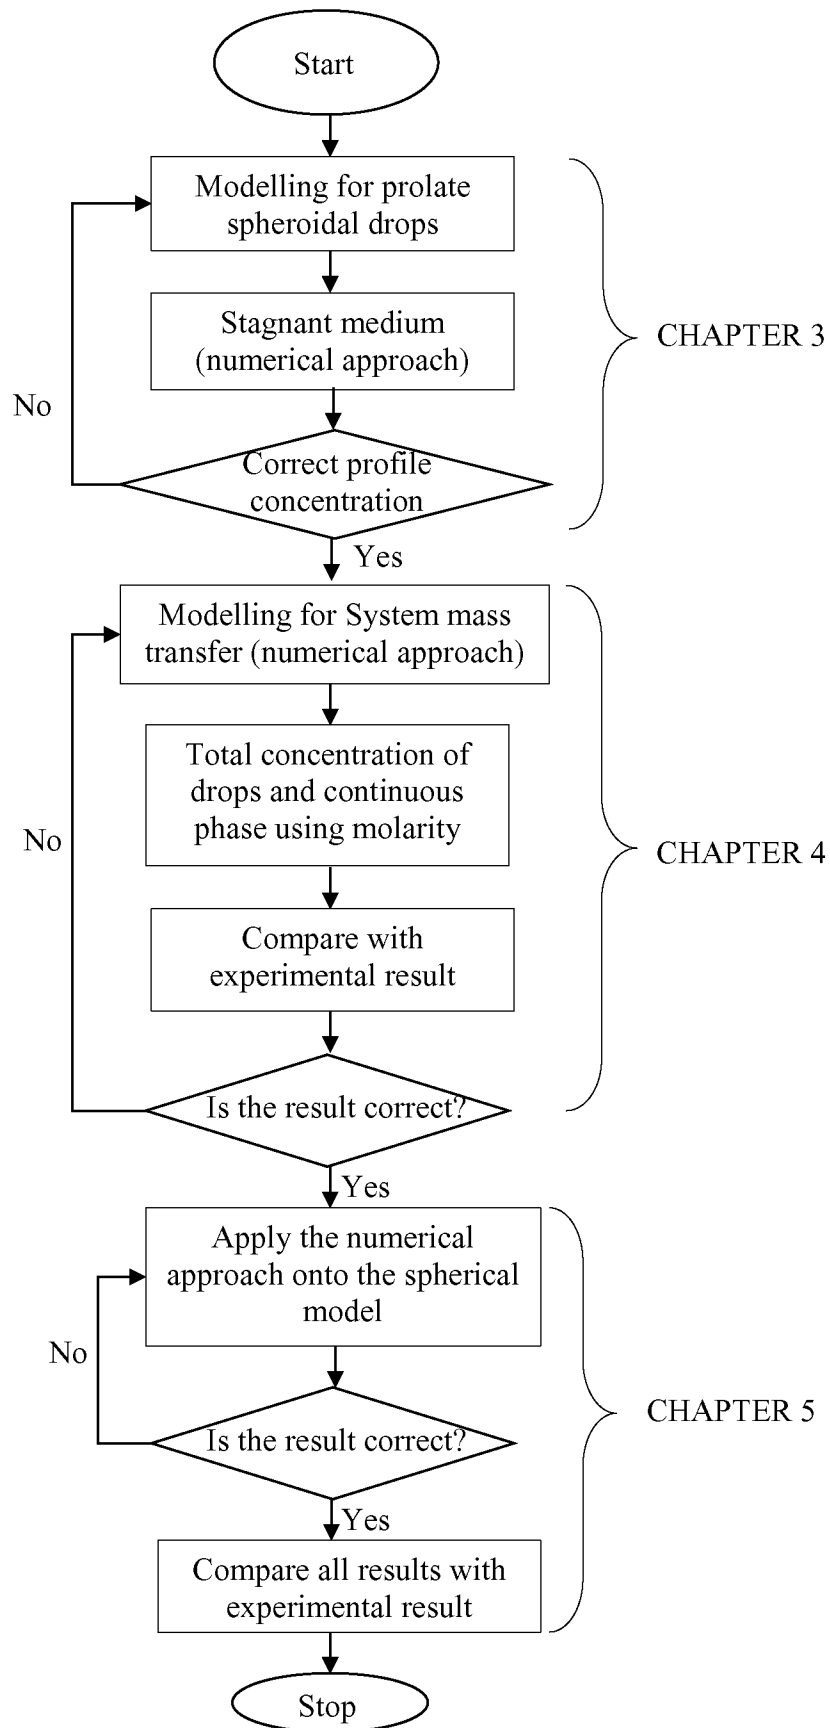 Start
Modelling for prolate
spheroidal drops
Stagnant medium
(numerical approach)
CHAPTER 3
No
Correct profile
concentration
Yes
Modelling for System mass
transfer (numerical approach)
Total concentration of
drops and continuous
phase using molarity
No
CHAPTER 4
Compare with
experimental result
Is the result correct?
Yes
Apply the numerical
approach onto the spherical
model
No
CHAPTER 5
Is the result correct?
Yes
Compare all results with
experimental result
Stop